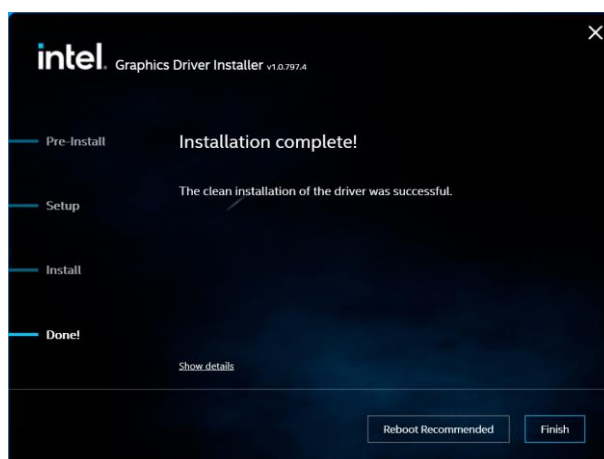 intel. Graphics Driver Installer v1.0.797.4
Pre-Install
Installation complete!
The clean installation of the driver was successful.
Setup
Install
Done!
Show details
Reboot Recommended
Finish